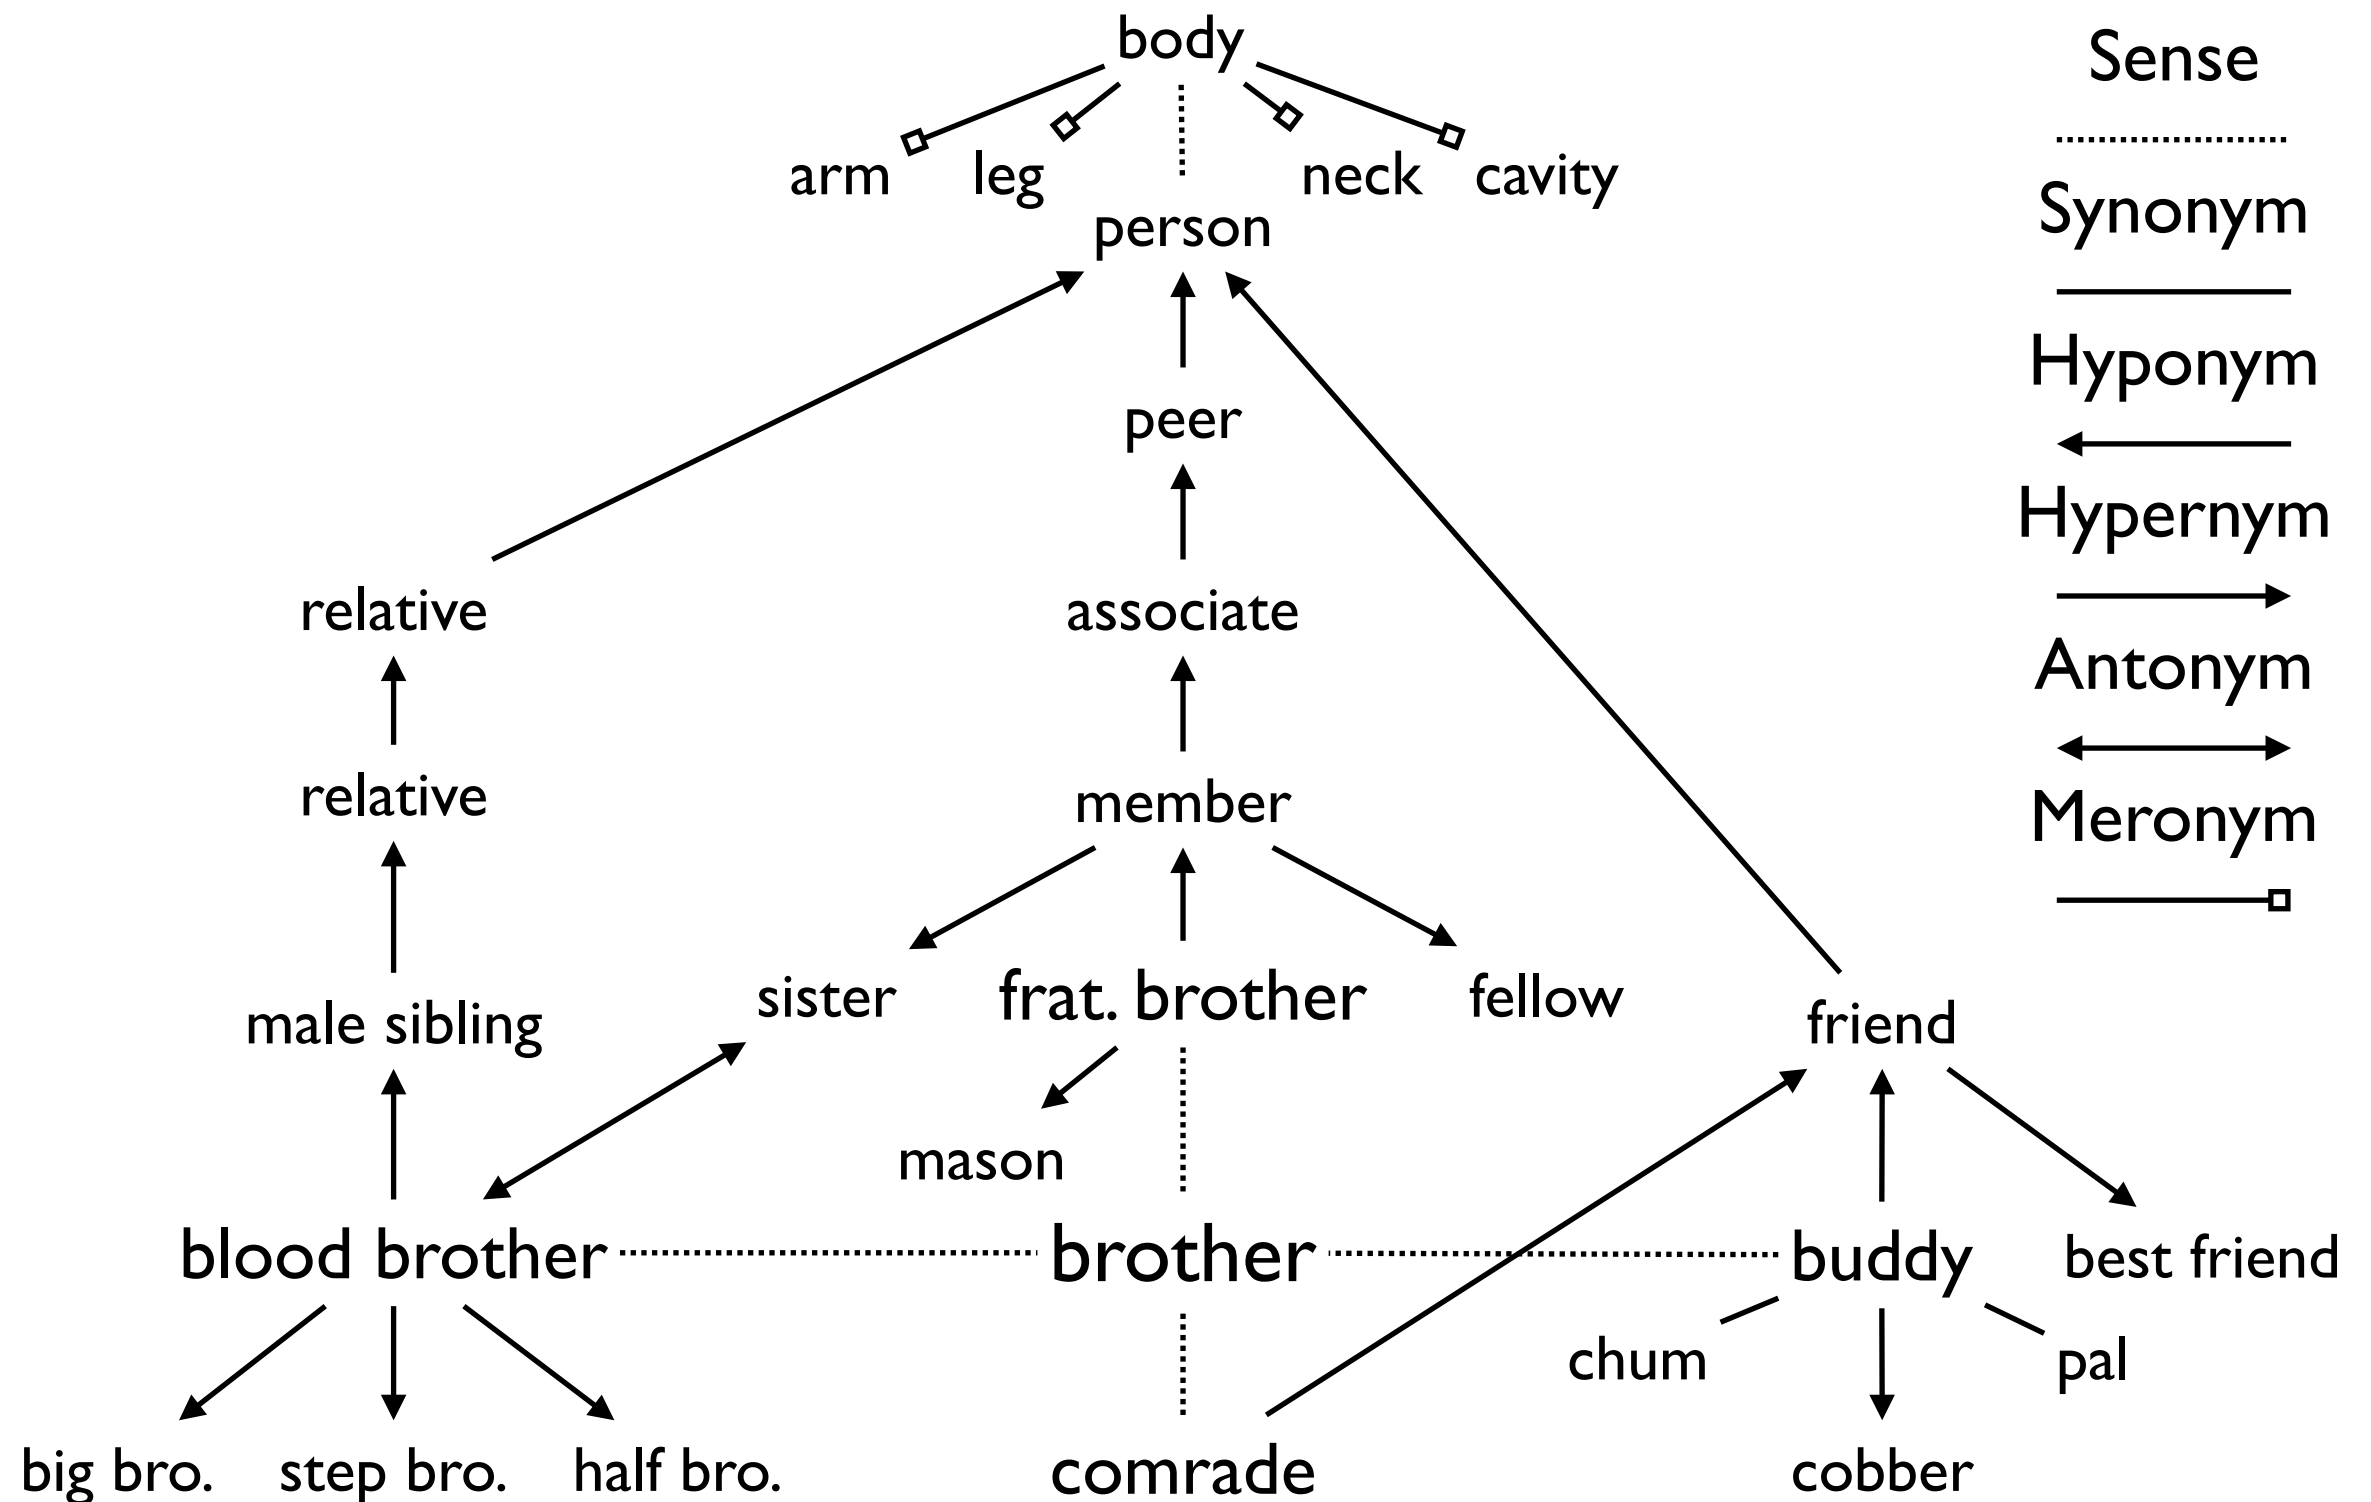 body
arm
leg
neck
cavity
person
peer
relative
associate
relative
member
sister
frat. brother
fellow
male sibling
friend
mason
blood brother
brother
buddy
best friend
chum
pal
big bro.
step bro.
half bro.
comrade
cobber
Sense
Synonym
Hyponym
Hypernym
Antonym
Meronym